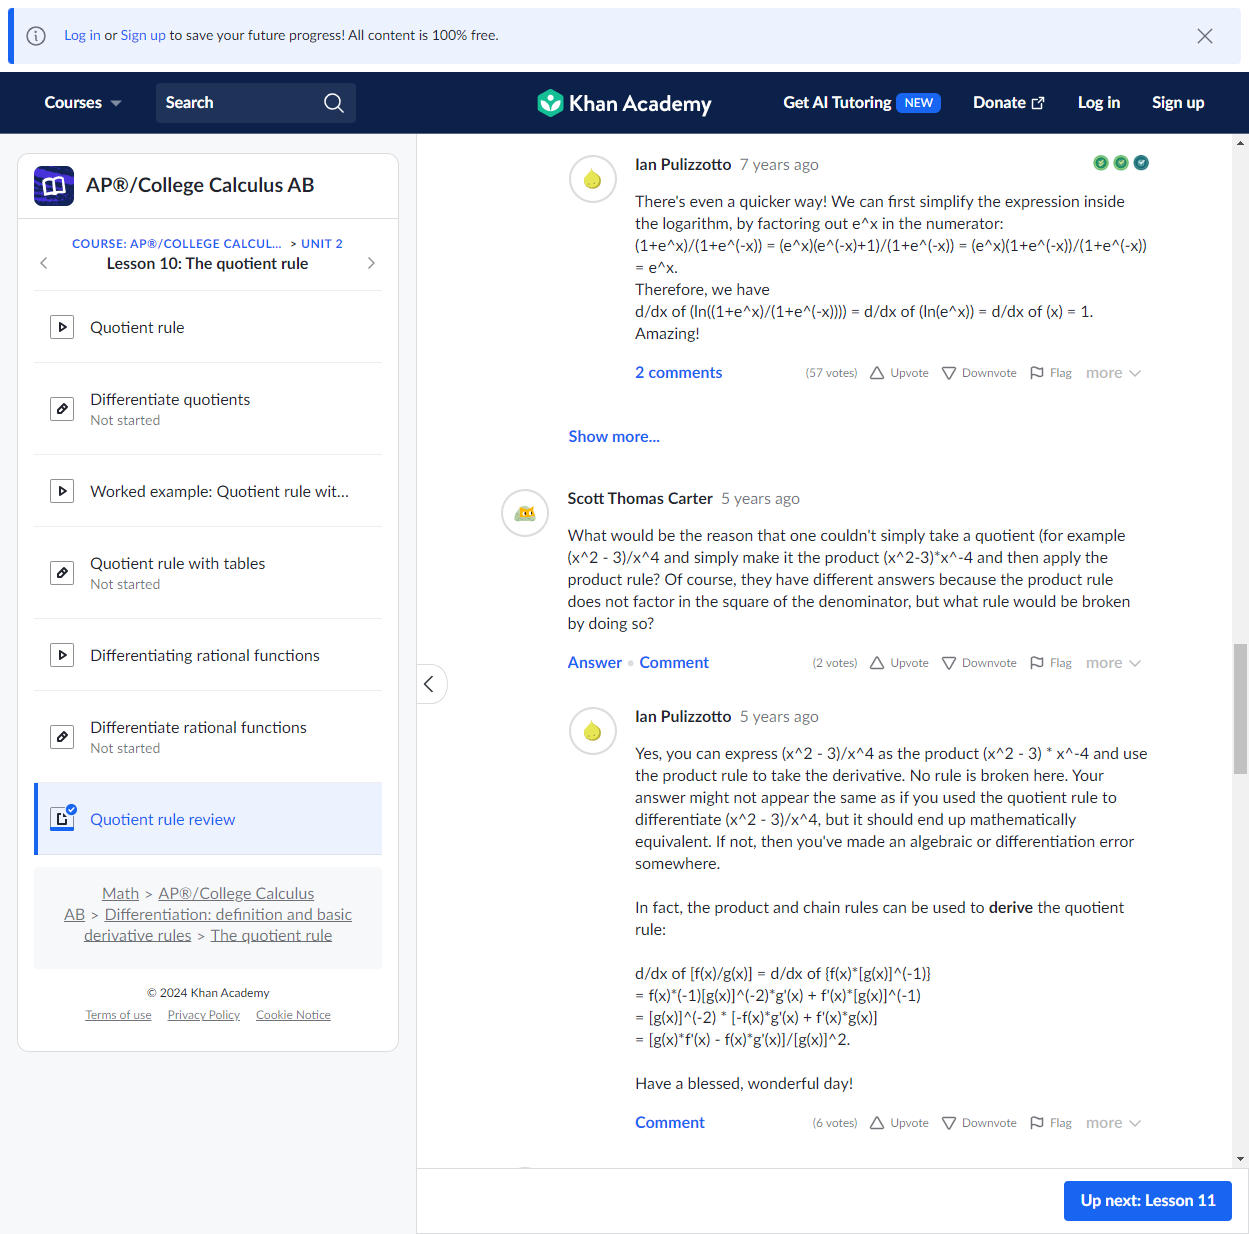 Log in or Sign up to save your future progress! All content is 100% free.
Courses
Search
Khan Academy
Get AI Tutoring NEW
Donate
Log in
Sign up
AP®/College Calculus AB
COURSE: AP®/COLLEGE CALCUL... > UNIT 2
Lesson 10: The quotient rule
Quotient rule
Differentiate quotients
Not started
Worked example: Quotient rule wit...
Quotient rule with tables
Not started
Differentiating rational functions
Differentiate rational functions
Not started
Quotient rule review
Math > AP®/College Calculus
AB > Differentiation: definition and basic
derivative rules > The quotient rule
© 2024 Khan Academy
Terms of use Privacy Policy Cookie Notice
Ian Pulizzotto 7 years ago
There's even a quicker way! We can first simplify the expression inside
the logarithm, by factoring out e^x in the numerator:
(1+e^x)/(1+e^(-x)) = (e^x)(e^(-x)+1)/(1+e^(-x)) = (e^x)(1+e^(-x))/(1+e^(-x))
= e^x.
Therefore, we have
d/dx of (ln((1+e^x)/(1+e^(-x)))) = d/dx of (ln(e^x)) = d/dx of (x) = 1.
Amazing!
2 comments (57 votes) Upvote Downvote Flag more
Show more...
Scott Thomas Carter 5 years ago
What would be the reason that one couldn't simply take a quotient (for example
(x^2 - 3)/x^4 and simply make it the product (x^2-3)*x^-4 and then apply the
product rule? Of course, they have different answers because the product rule
does not factor in the square of the denominator, but what rule would be broken
by doing so?
Answer • Comment (2 votes) Upvote Downvote Flag more
Ian Pulizzotto 5 years ago
Yes, you can express (x^2 - 3)/x^4 as the product (x^2 - 3) * x^-4 and use
the product rule to take the derivative. No rule is broken here. Your
answer might not appear the same as if you used the quotient rule to
differentiate (x^2 - 3)/x^4, but it should end up mathematically
equivalent. If not, then you've made an algebraic or differentiation error
somewhere.
In fact, the product and chain rules can be used to derive the quotient
rule:
d/dx of [f(x)/g(x)] = d/dx of {f(x)*[g(x)]^(-1)}
= f(x)*(-1)[g(x)]^(-2)*g'(x) + f'(x)*[g(x)]^(-1)
= [g(x)]^(-2) * [-f(x)*g'(x) + f'(x)*g(x)]
= [g(x)*f'(x) - f(x)*g'(x)]/[g(x)]^2.
Have a blessed, wonderful day!
Comment (6 votes) Upvote Downvote Flag more
Up next: Lesson 11